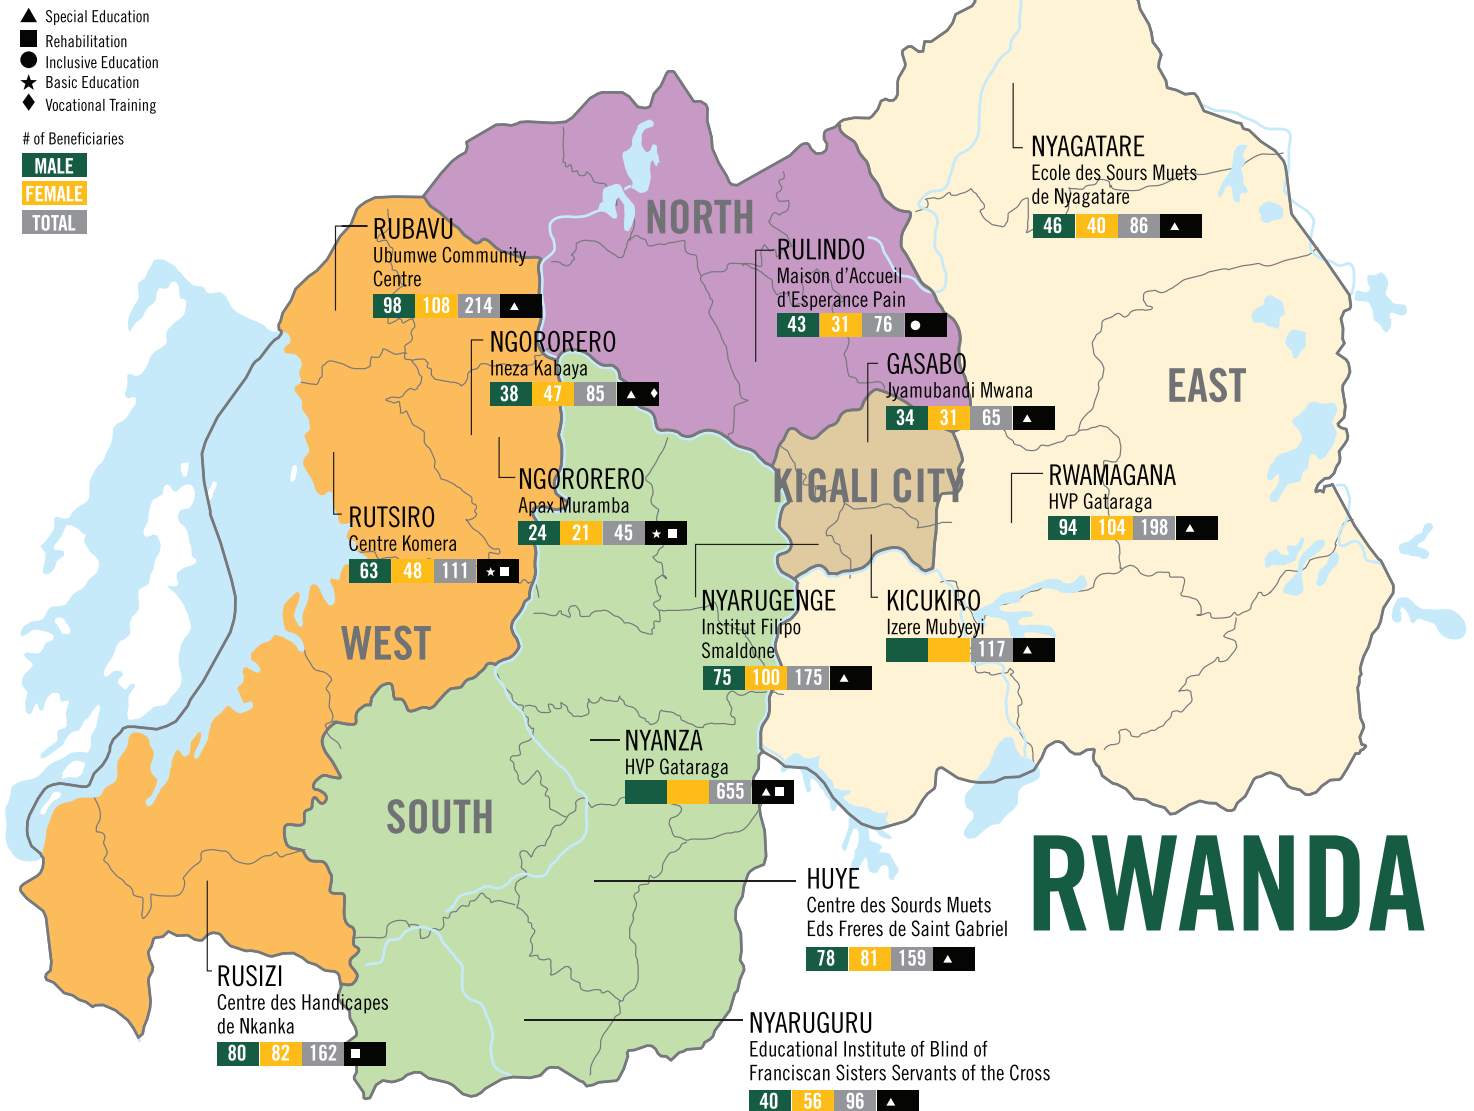 Special Education
Rehabilitation
Inclusive Education
Basic Education
Vocational Training
# of Beneficiaries
MALE
FEMALE
TOTAL
NYAGATARE
Ecole des Sours Muets
de Nyagatare
46 40 86
NORTH
RUBAVU
Ubumwe Community
Centre
98 108 214
RULINDO
Maison d'Accueil
d'Esperance Pain
43 31 76
NGORORERO
Ineza Kabaya
38 47 85
GASABO
Jyamubandi Mwana
34 31 65
EAST
KIGALI CITY
RWAMAGANA
HVP Gataraga
94 104 198
NGORORERO
Apax Muramba
24 21 45
RUTSIRO
Centre Komera
63 48 111
WEST
NYARUGENGE
Institut Filipo
Smaldone
75 100 175
KICUKIRO
Izere Mubyeyi
117
NYANZA
HVP Gataraga
655
SOUTH
RWANDA
HUYE
Centre des Sourds Muets
Eds Freres de Saint Gabriel
78 81 159
RUSIZI
Centre des Handicapes
de Nkanka
80 82 162
NYARUGURU
Educational Institute of Blind of
Franciscan Sisters Servants of the Cross
40 56 96